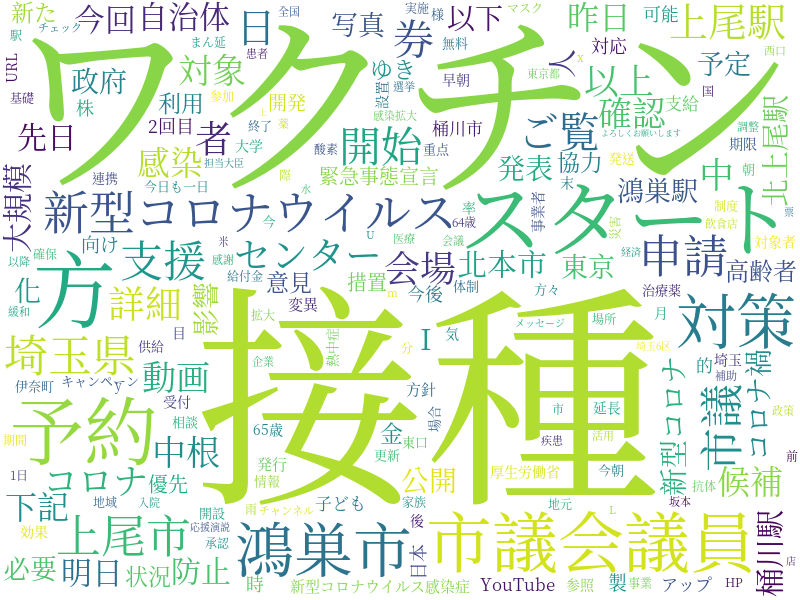 新た
チェック
駅
URL
基礎
全国
今回
自治体
まん延
患者
日
実施
様
マスク
写真
無料
券
以下
早朝
昨日
可能
上尾駅
西口
政府
株
対象
ゆき
設置
選挙
人
対応
東京都
x
予定
国
ワクチン
先日
2回目
利用
開発
参加
終了
薬
者
感染拡大
以上
確認
支給
よろしくお願いします
調整
期限
大規模
連携
感染
担当大臣
今日も一日
大学
際
水
開始
酸素
緊急事態宣言
重点
桶川市
ご覧
発表
協力
末
中
発送
朝
北上尾駅
票
新型コロナウイルス
今
率
64歳
スタート
事業者
鴻巣駅
災害
制度
飲食店
対象者
向け
以降
確保
化
緩和
方
支援
米
感謝
給付金
センター
U
医療
会議
会場
体制
北本市
方々
東京
申請
高齢者
経済
治療薬
詳細
影響
拡大
意見
変異
措置
m
今後
I
気
メッセージ
場所
月
埼玉6区
対策
埼玉県
供給
目
企業
熱中症
分
方針
的
埼玉
補助
伊奈町
キャンペーン
y
動画
受付
接種
場合
市
延長
新型コロナ
市議
コロナ禍
政策
予約
期間
相談
中根
65歳
金
東口
更新
疾患
活用
コロナ
優先
発行
情報
公開
厚生労働省
今朝
抗体
候補
前
1日
下記
地域
入院
開設
雨
チャンネル
子ども
家族
後
地元
L
坂本
効果
上尾市
応援演説
承認
鴻巣市
日本
市議会議員
桶川駅
店
必要
明日
状況
防止
時
新型コロナウイルス感染症
YouTube
参照
製
事業
アップ
HP